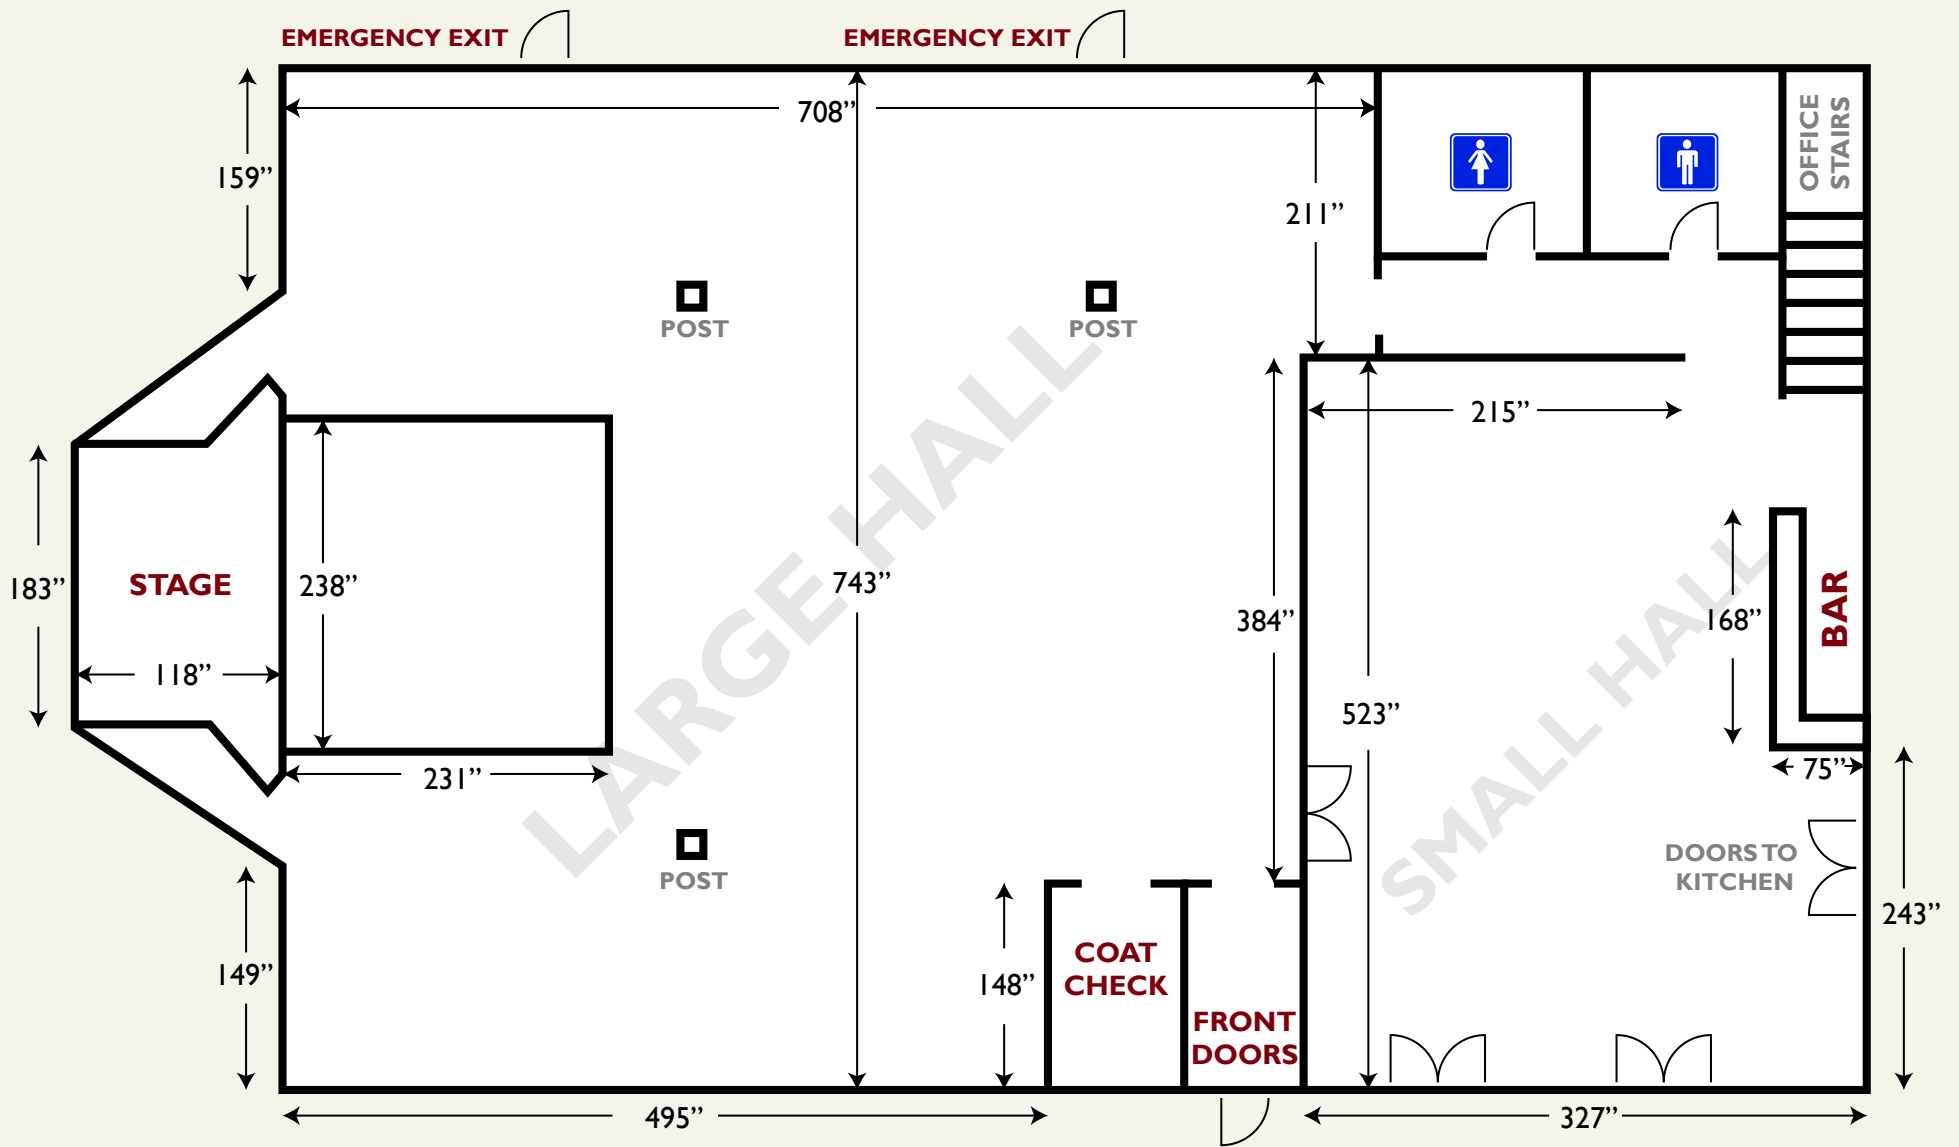 EMERGENCY EXIT
EMERGENCY EXIT
708”
159”
211”
OFFICE
STAIRS
POST
POST
215”
LARGE HALL
183”
STAGE
238”
743”
384”
168”
BAR
118”
523”
SMALL HALL
231”
75”
POST
DOORS TO
KITCHEN
243”
149”
148”
COAT
CHECK
FRONT
DOORS
495”
327”